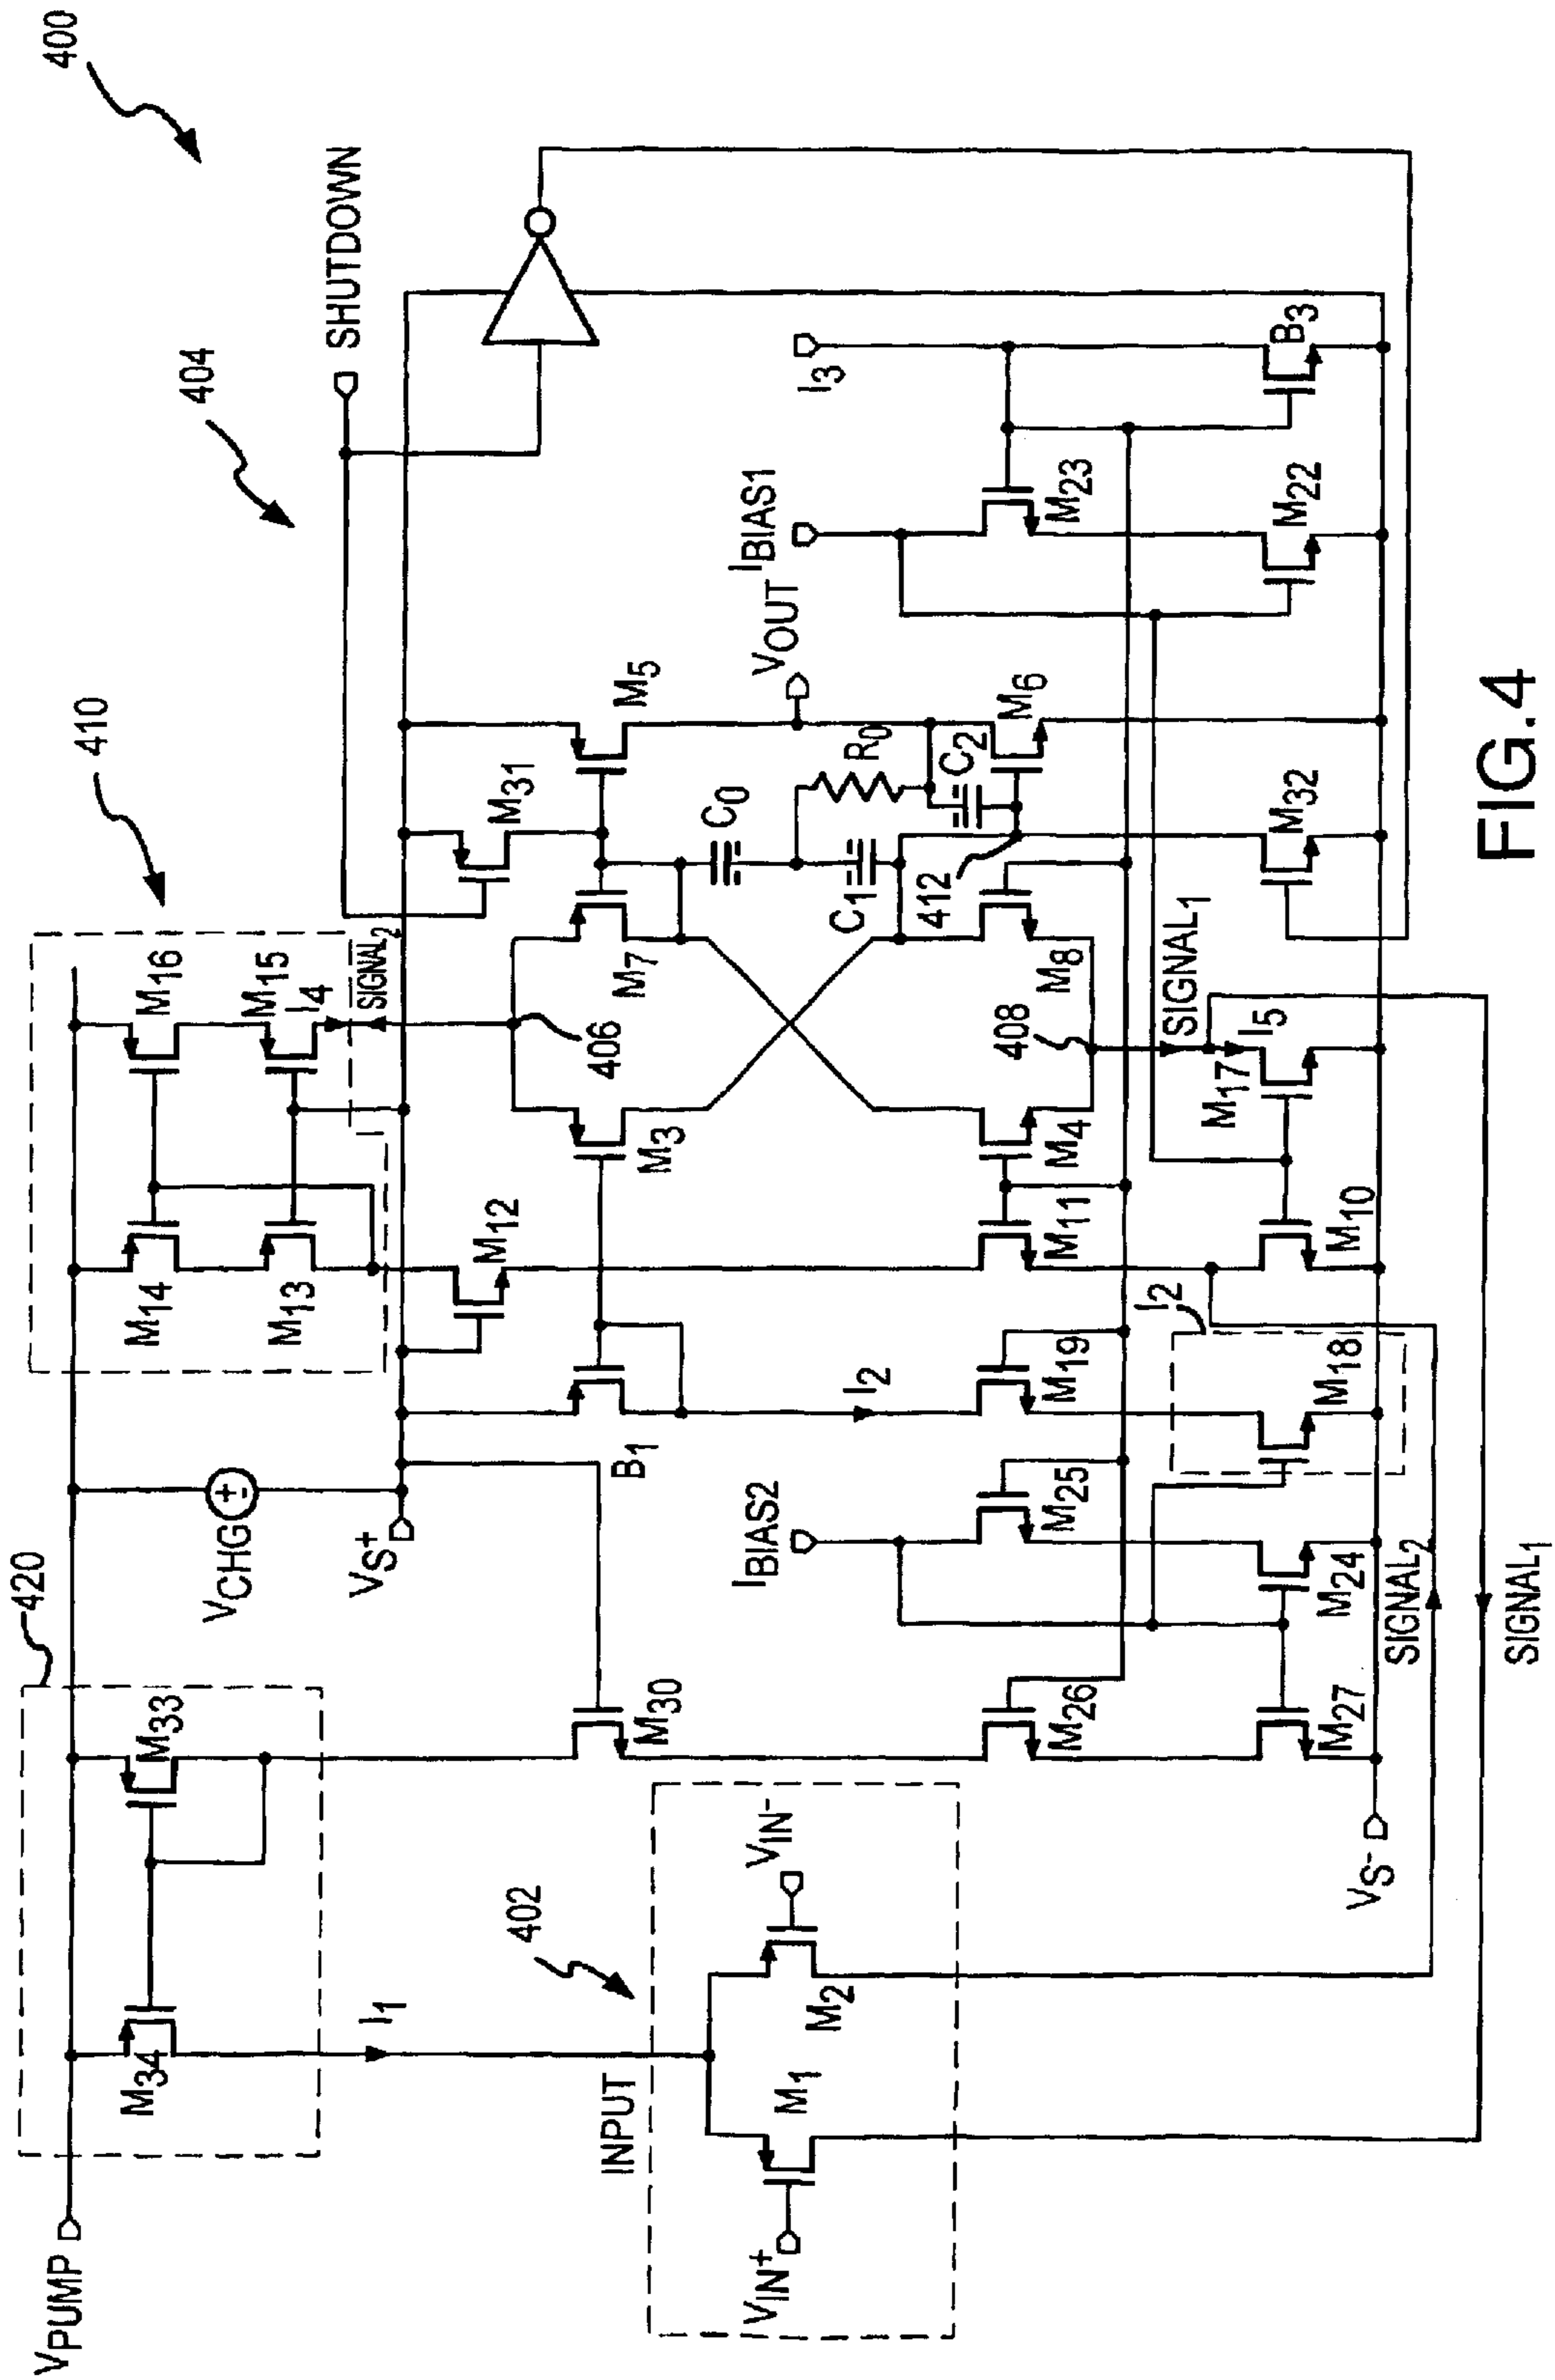 400
404
SHUTDOWN
410
420
VPUMP
M34
M33
M14
M16
M13
M15
I4
SIGNAL2
VCHG
VS+
I1
M12
M31
M5
406
M7
M3
B1
C0
VOUT
IBIAS1
I3
R0
C1
C2
412
INPUT
402
VIN+
M1
M2
VIN-
M30
IBIAS2
I2
M26
M25
M19
M11
M4
M8
408
M6
M23
SIGNAL1
I5
I2
M27
M24
M18
M10
M17
M32
M22
B3
VS-
SIGNAL2
SIGNAL1
FIG.4